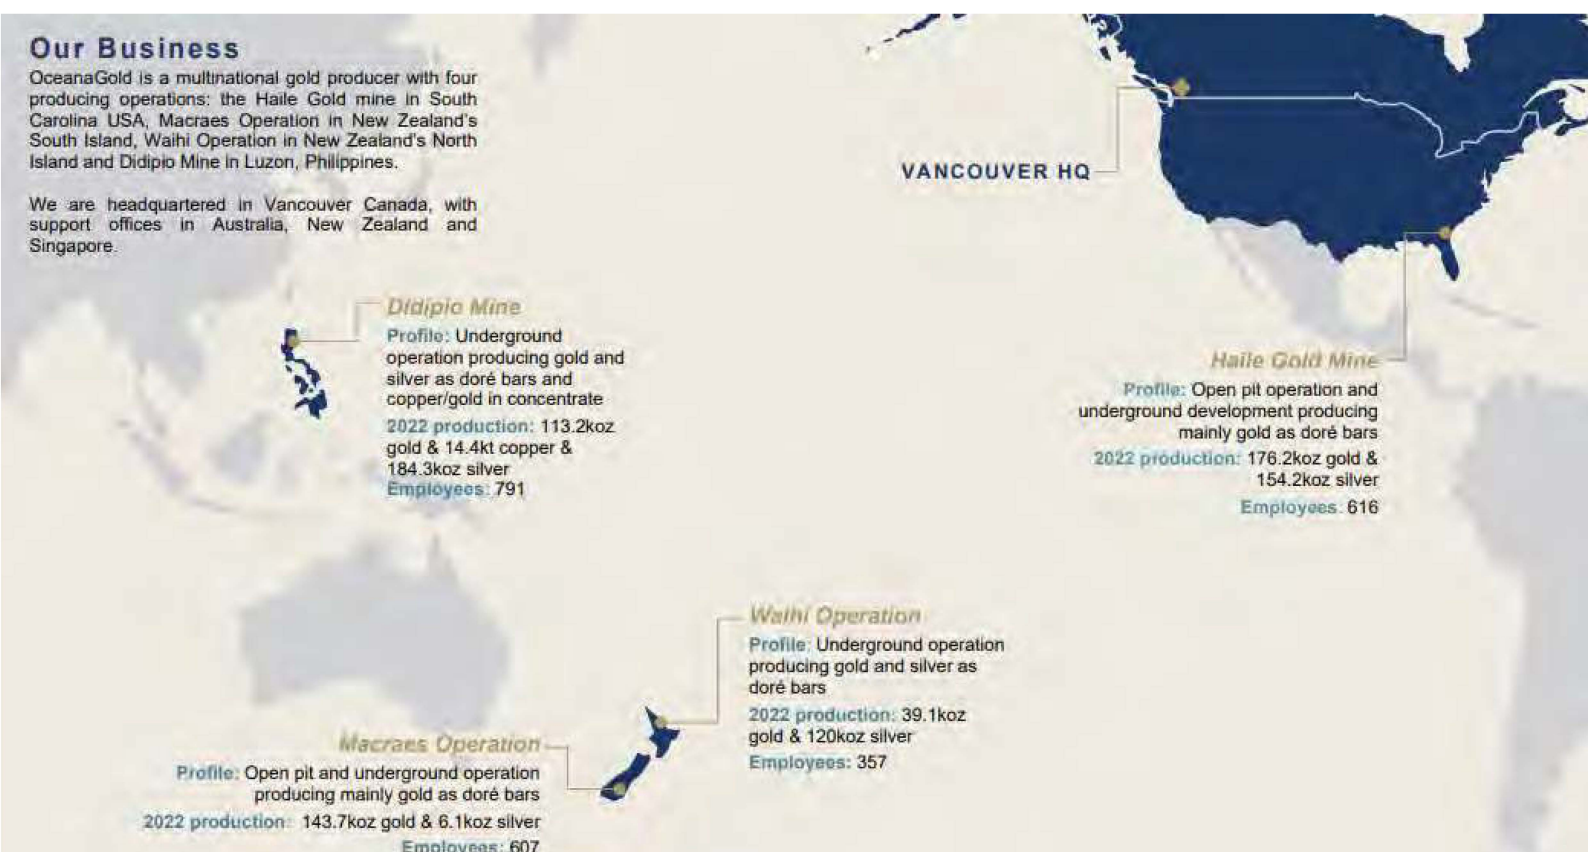 Our Business
OceanaGold is a multinational gold producer with four
producing operations: the Haile Gold mine in South
Carolina USA, Macraes Operation in New Zealand's
South Island, Waihi Operation in New Zealand's North
Island and Didipio Mine in Luzon, Philippines.
We are headquartered in Vancouver Canada, with
support offices in Australia, New Zealand and
Singapore.
VANCOUVER HQ
Didipio Mine
Profile: Underground
operation producing gold and
silver as doré bars and
copper/gold in concentrate
2022 production: 113.2koz
gold & 14.4kt copper &
184.3koz silver
Employees: 791
Haile Gold Mine
Profile: Open pit operation and
underground development producing
mainly gold as doré bars
2022 production: 176.2koz gold &
154.2koz silver
Employees: 616
Waihi Operation
Profile: Underground operation
producing gold and silver as
doré bars
2022 production: 39.1koz
gold & 120koz silver
Employees: 357
Macraes Operation
Profile: Open pit and underground operation
producing mainly gold as doré bars
2022 production: 143.7koz gold & 6.1koz silver
Employees: 607